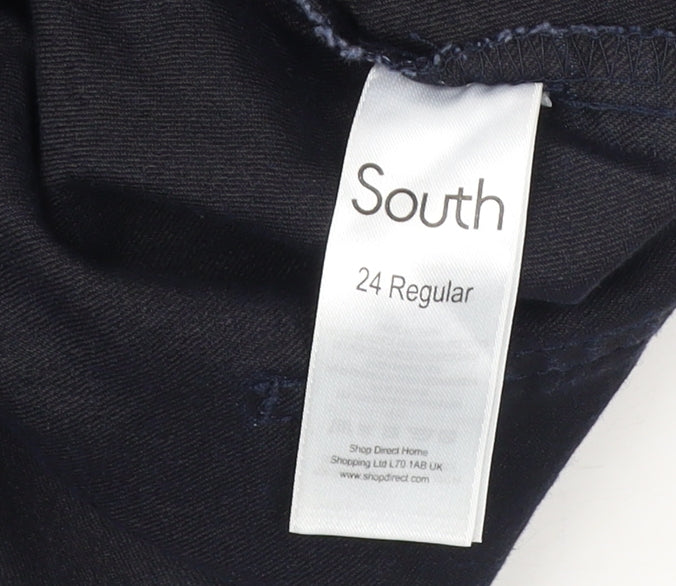 South
24 Regular
Shop Direct Home
Shopping Ltd L70 1AB UK
www.shopdirect.com